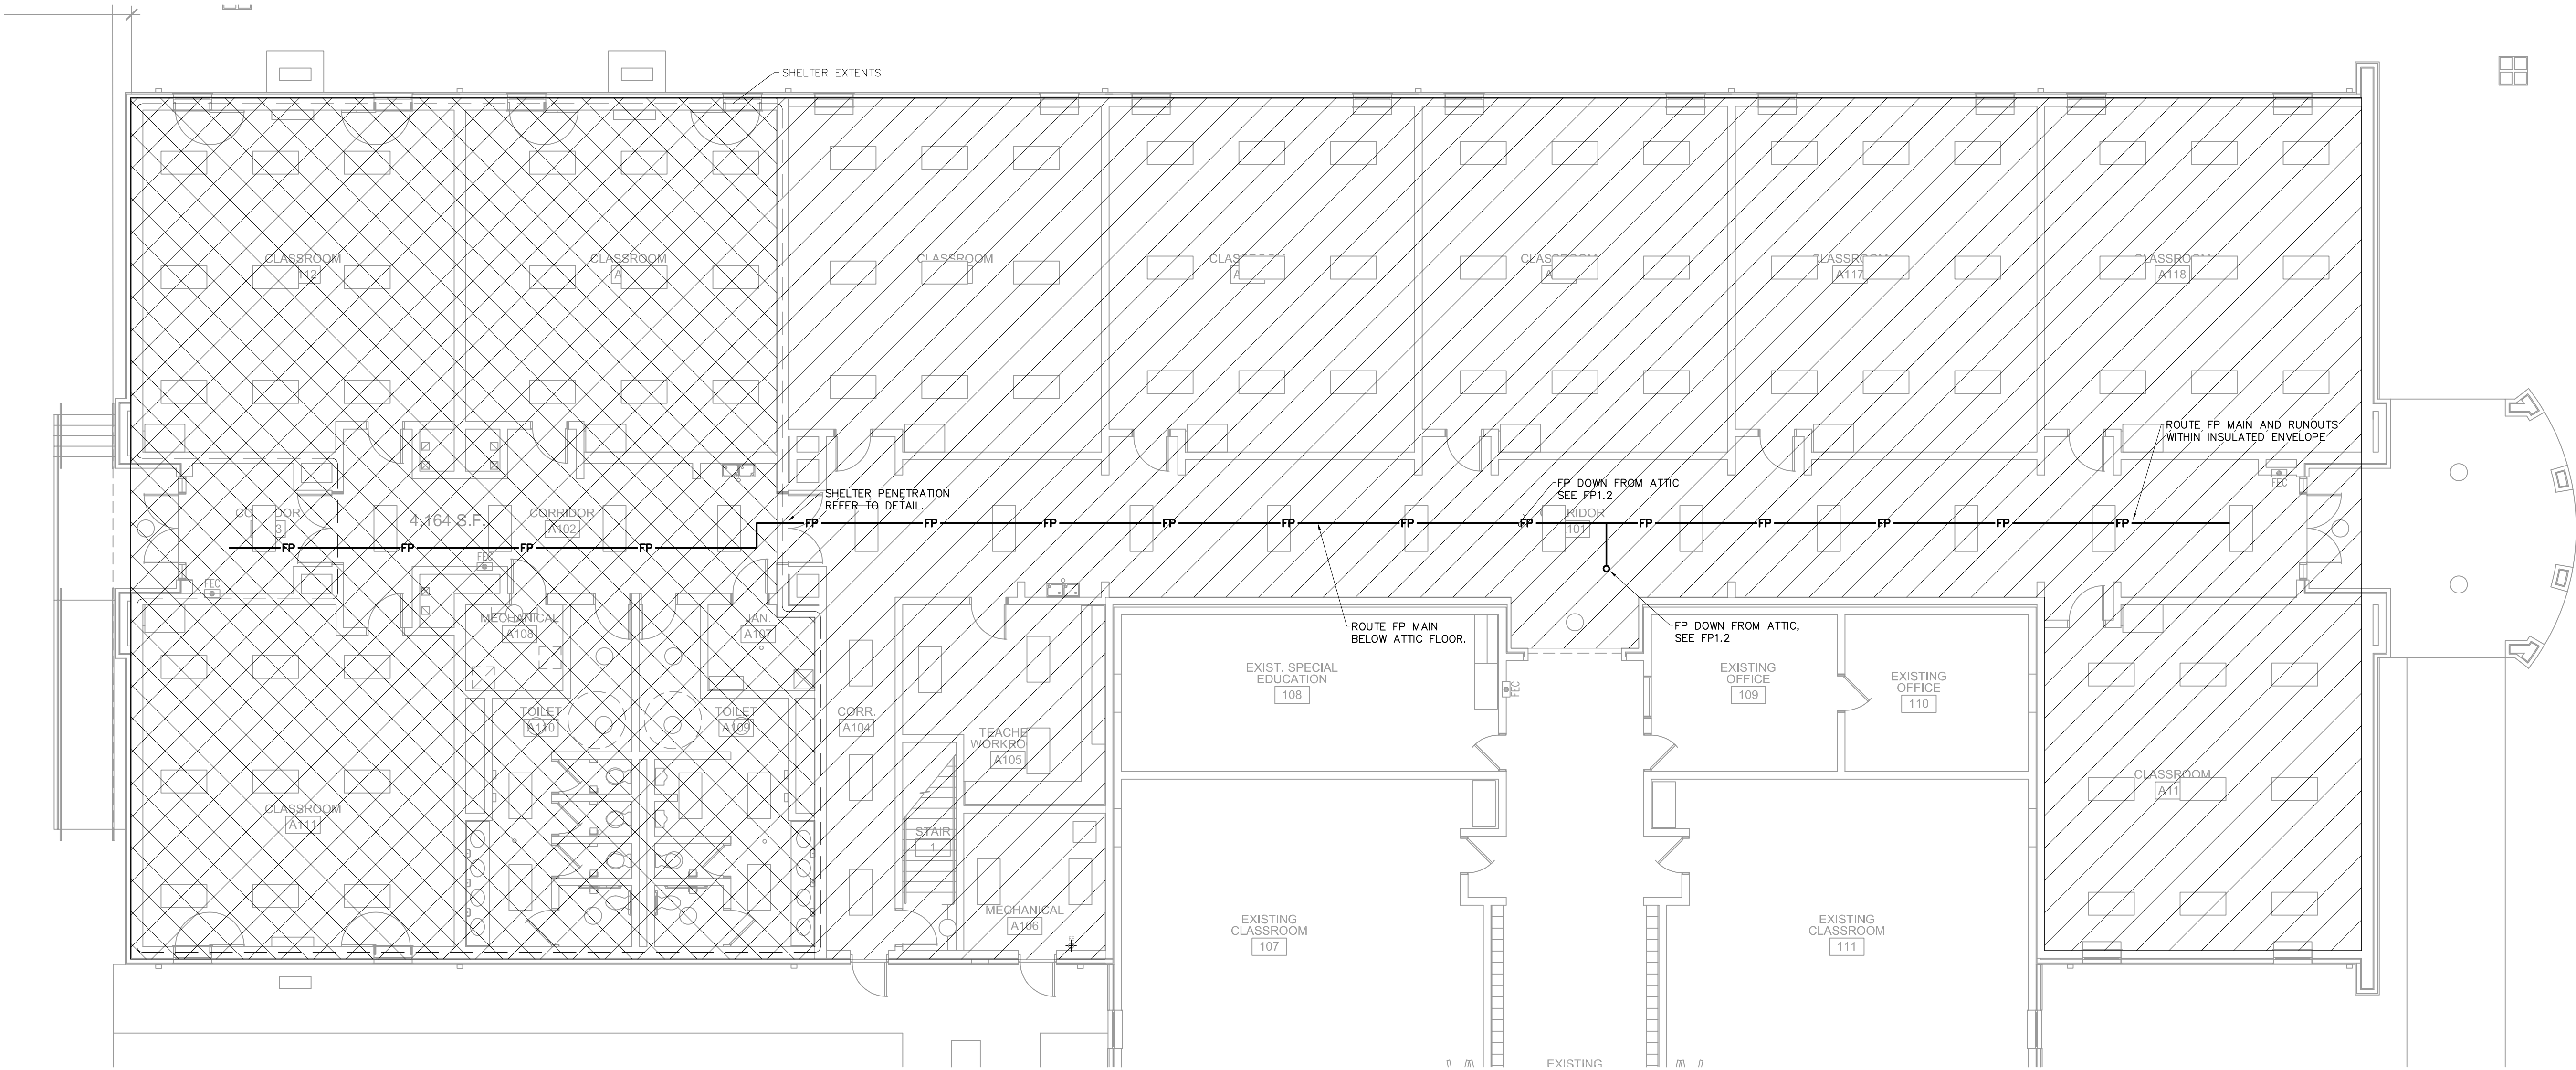 SHELTER EXTENTS
CLASSROOM
112
CLASSROOM
A
CLASSROOM
A117
A118
ROUTE FP MAIN AND RUNOUTS
WITHIN INSULATED ENVELOPE
FEC
SHELTER PENETRATION
REFER TO DETAIL.
FP DOWN FROM ATTIC
SEE FP1.2
4,164 S.F.
CORRIDOR
A102
RIDOR
101
3
FP FP FP FP FP FP FP FP FP FP FP FP
FP FP FP FP
FEC
FEC
MECHANICAL
A108
JAN.
A107
ROUTE FP MAIN
BELOW ATTIC FLOOR.
FP DOWN FROM ATTIC,
SEE FP1.2
EXIST. SPECIAL
EDUCATION
108
FEC
EXISTING
OFFICE
109
EXISTING
OFFICE
110
TOILET
A110
TOILET
A109
CORR.
A104
TEACHE
WORKRO
A105
CLASSROOM
A11
CLASSROOM
A111
STAIR
1
MECHANICAL
A106
EXISTING
CLASSROOM
107
EXISTING
CLASSROOM
111
EXISTING